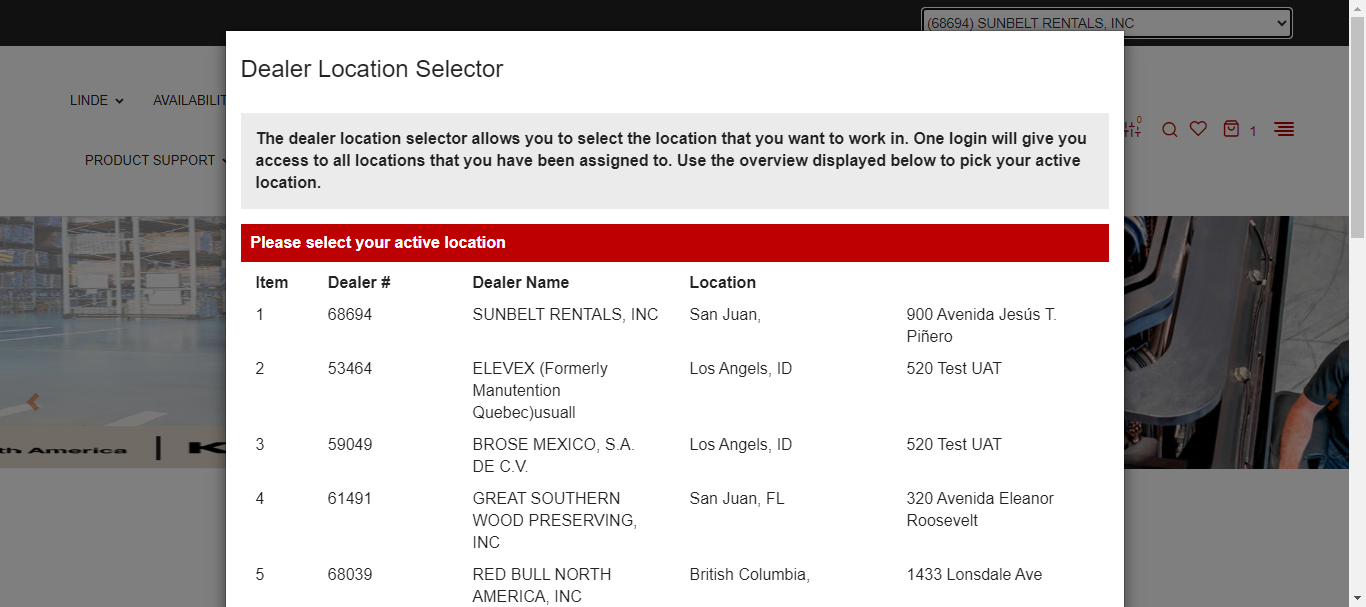 (68694) SUNBELT RENTALS, INC
Dealer Location Selector
LINDE
AVAILABILIT
0
1
PRODUCT SUPPORT
The dealer location selector allows you to select the location that you want to work in. One login will give you
access to all locations that you have been assigned to. Use the overview displayed below to pick your active
location.
Please select your active location
Item Dealer # Dealer Name Location
1 68694 SUNBELT RENTALS, INC San Juan, 900 Avenida Jesús T.
Piñero
2 53464 ELEVEX (Formerly Los Angels, ID 520 Test UAT
Manutention
Quebec)usuall
3 59049 BROSE MEXICO, S.A. Los Angels, ID 520 Test UAT
DE C.V.
th America | K
4 61491 GREAT SOUTHERN San Juan, FL 320 Avenida Eleanor
WOOD PRESERVING, Roosevelt
INC
5 68039 RED BULL NORTH British Columbia, 1433 Lonsdale Ave
AMERICA, INC